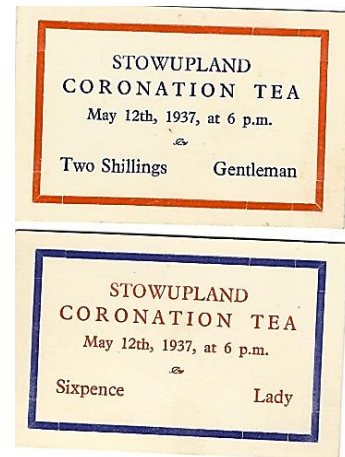 STOWUPLAND
CORONATION TEA
May 12th, 1937, at 6 p.m.
Two Shillings Gentleman
STOWUPLAND
CORONATION TEA
May 12th, 1937, at 6 p.m.
Sixpence Lady